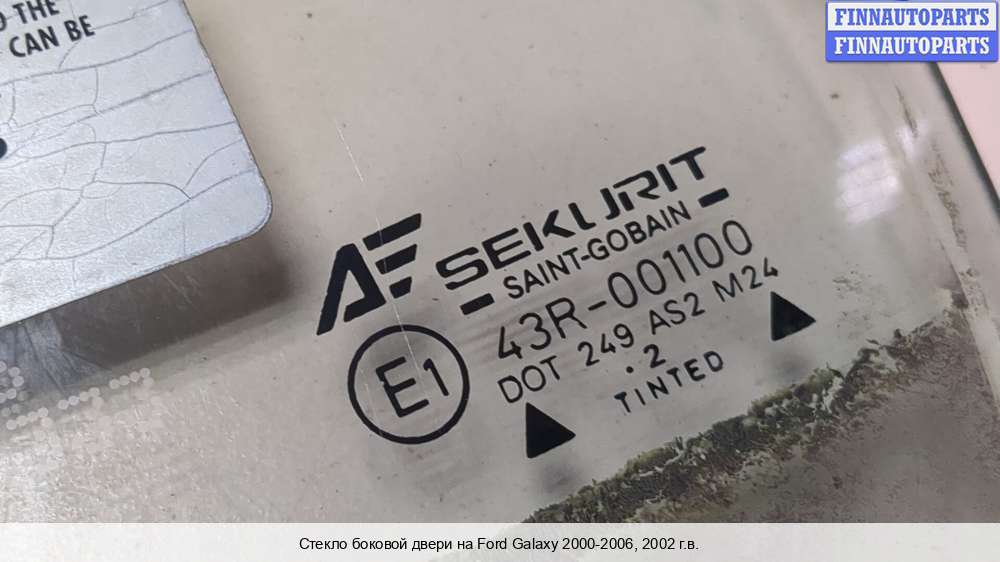 THE
CAN BE
FINNAUTOPARTS
FINNAUTOPARTS
SEKURIT
SAINT-GOBAIN
E1
43R-001100
DOT 249 AS2 M24
.2
TINTED
Стекло боковой двери на Ford Galaxy 2000-2006, 2002 г.в.